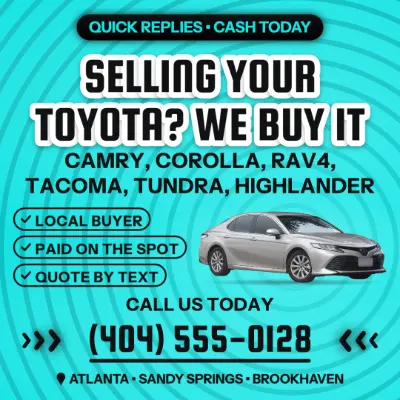 QUICK REPLIES • CASH TODAY
SELLING YOUR
TOYOTA? WE BUY IT
CAMRY, COROLLA, RAV4,
TACOMA, TUNDRA, HIGHLANDER
LOCAL BUYER
PAID ON THE SPOT
QUOTE BY TEXT
CALL US TODAY
(404) 555-0128
ATLANTA • SANDY SPRINGS • BROOKHAVEN